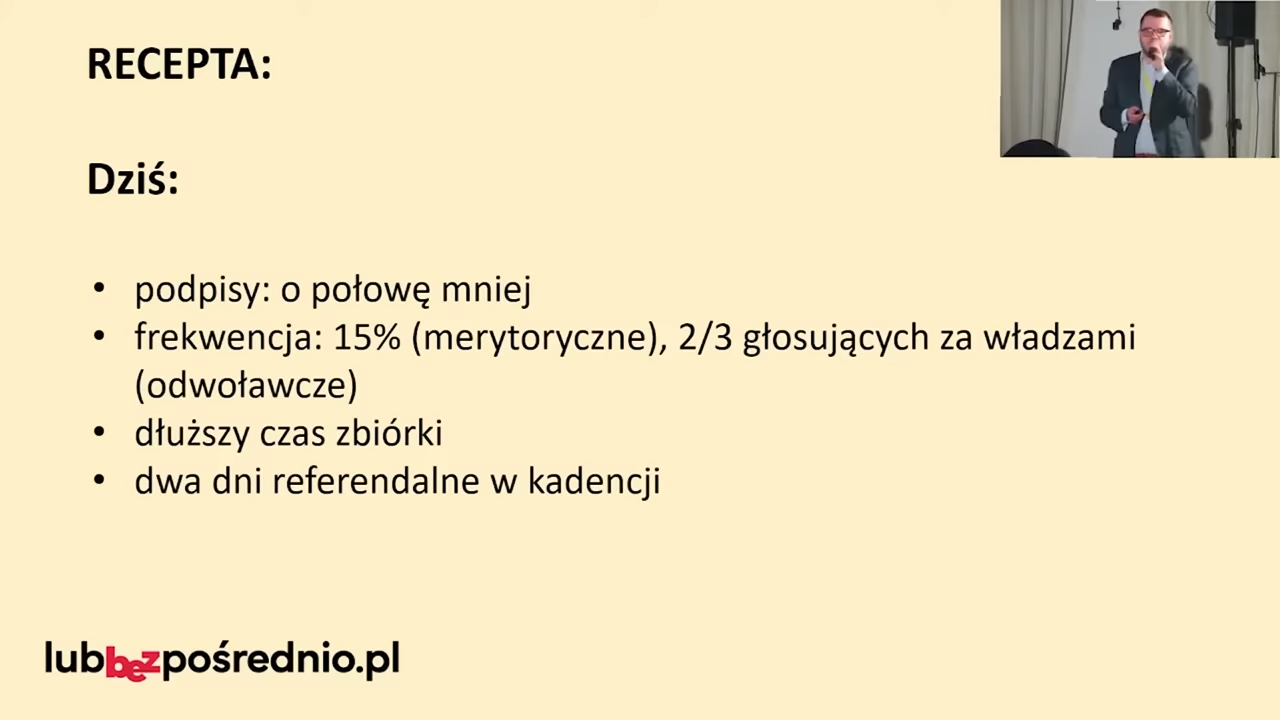 RECEPTA:
Dziś:
• podpisy: o połowę mniej
• frekwencja: 15% (merytoryczne), 2/3 głosujących za władzami
(odwoławcze)
• dłuższy czas zbiórki
• dwa dni referendalne w kadencji
lubbezpośrednio.pl